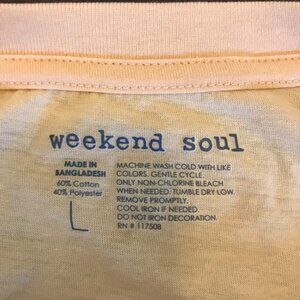 weekend soul
MADE IN
BANGLADESH
60% Cotton
40% Polyester
L
MACHINE WASH COLD WITH LIKE
COLORS. GENTLE CYCLE.
ONLY NON-CHLORINE BLEACH
WHEN NEEDED. TUMBLE DRY LOW.
REMOVE PROMPTLY.
COOL IRON IF NEEDED.
DO NOT IRON DECORATION.
RN # 117508